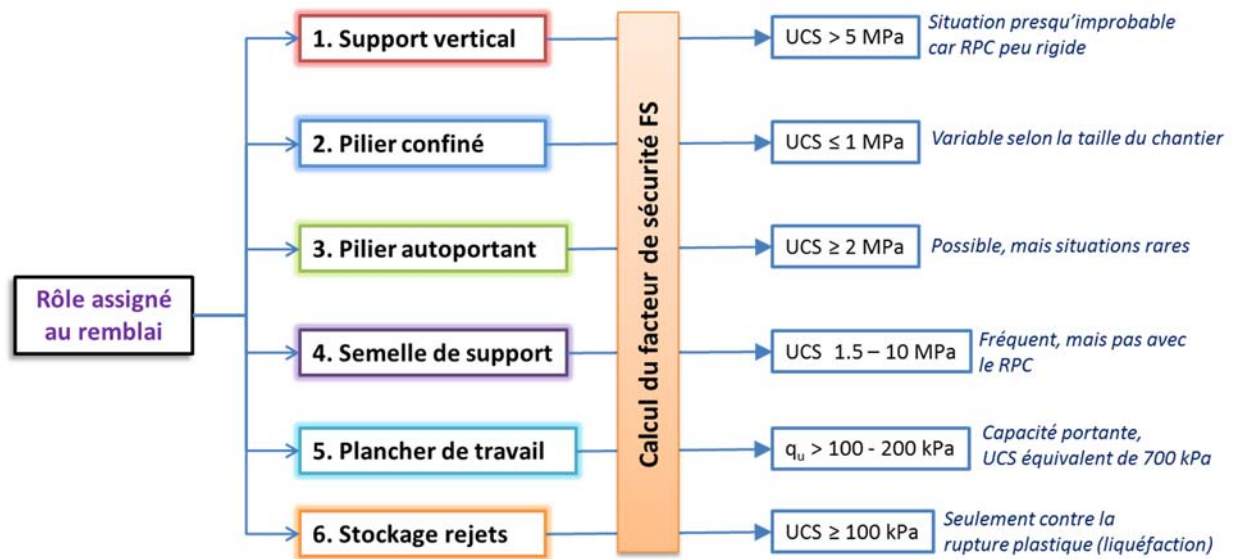 Rôle assigné
au remblai
1. Support vertical
2. Pilier confiné
3. Pilier autoportant
4. Semelle de support
5. Plancher de travail
6. Stockage rejets
Calcul du facteur de sécurité FS
UCS > 5 MPa
Situation presqu'improbable
car RPC peu rigide
UCS ≤ 1 MPa
Variable selon la taille du chantier
UCS ≥ 2 MPa
Possible, mais situations rares
UCS 1.5 – 10 MPa
Fréquent, mais pas avec
le RPC
qu > 100 - 200 kPa
Capacité portante,
UCS équivalent de 700 kPa
UCS ≥ 100 kPa
Seulement contre la
rupture plastique (liquéfaction)